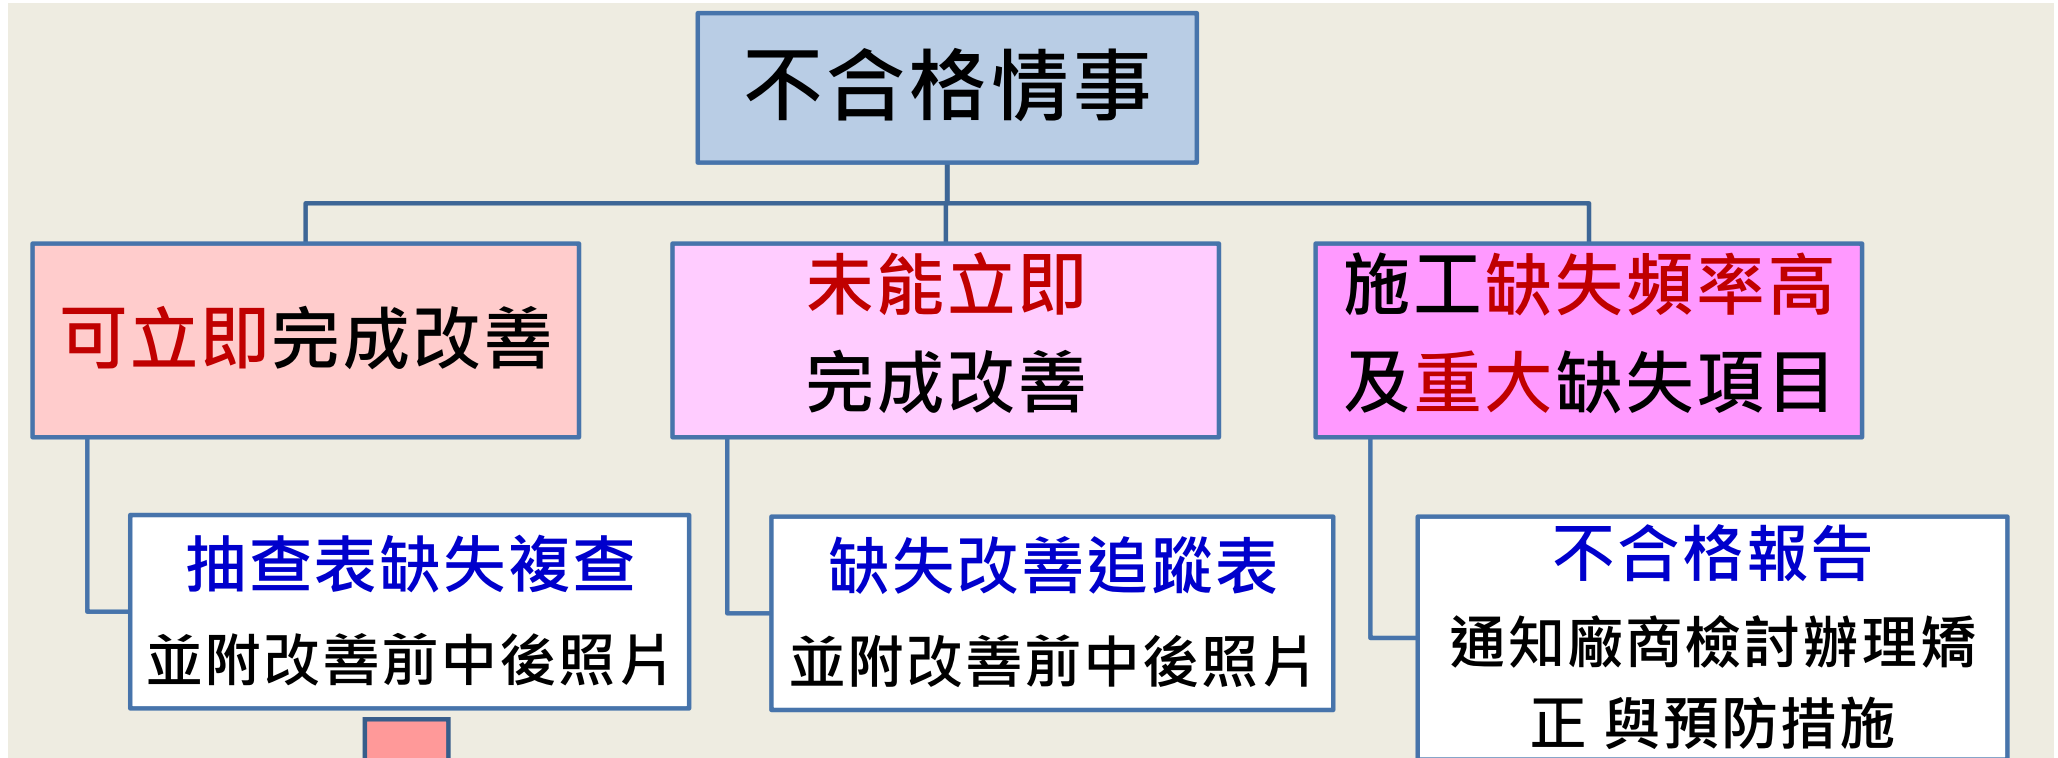 不合格情事
可立即完成改善
未能立即
完成改善
施工缺失頻率高
及重大缺失項目
抽查表缺失複查
並附改善前中後照片
缺失改善追蹤表
並附改善前中後照片
不合格報告
通知廠商檢討辦理矯
正 與預防措施